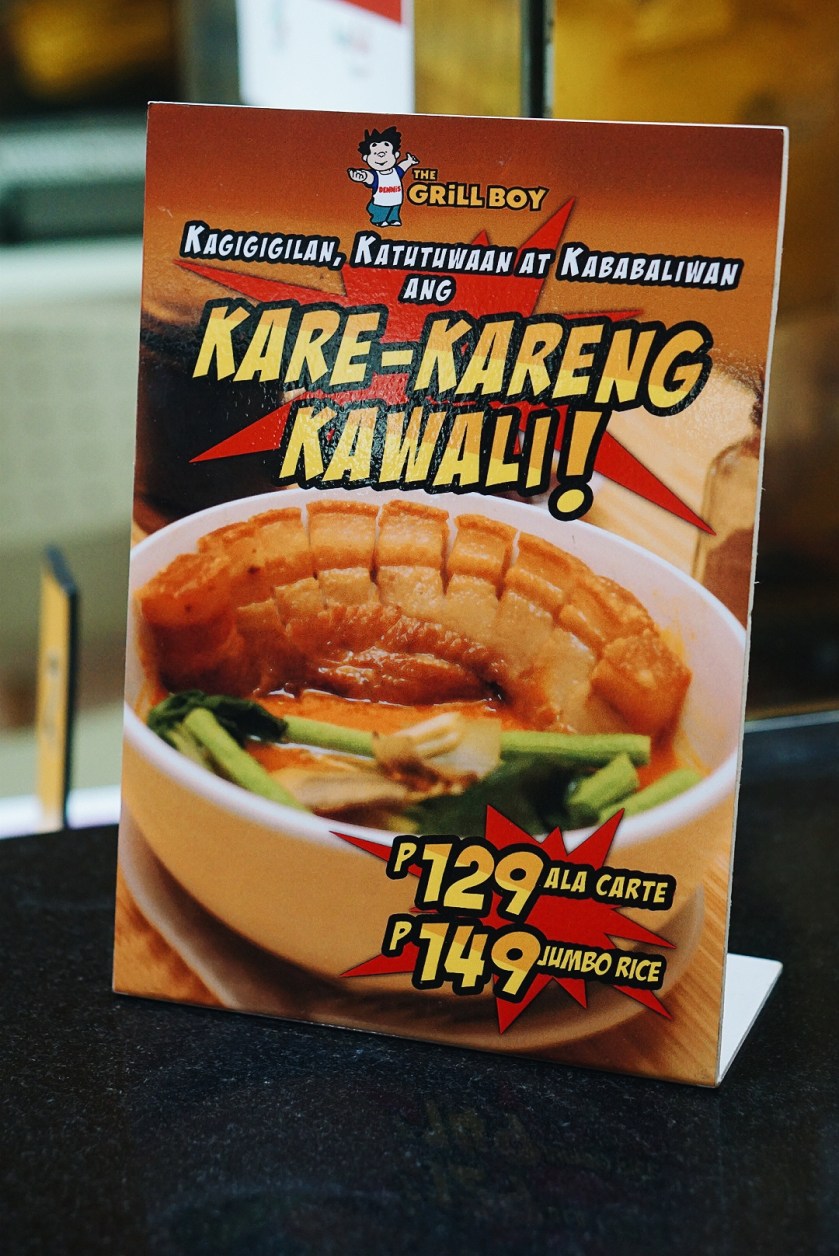 DENNIS
THE
GRILL BOY
KAGIGIGILAN, KATUTUWAAN AT KABABALIWAN
ANG
KARE-KARENG
KAWALI!
P129 ALA CARTE
P149 JUMBO RICE